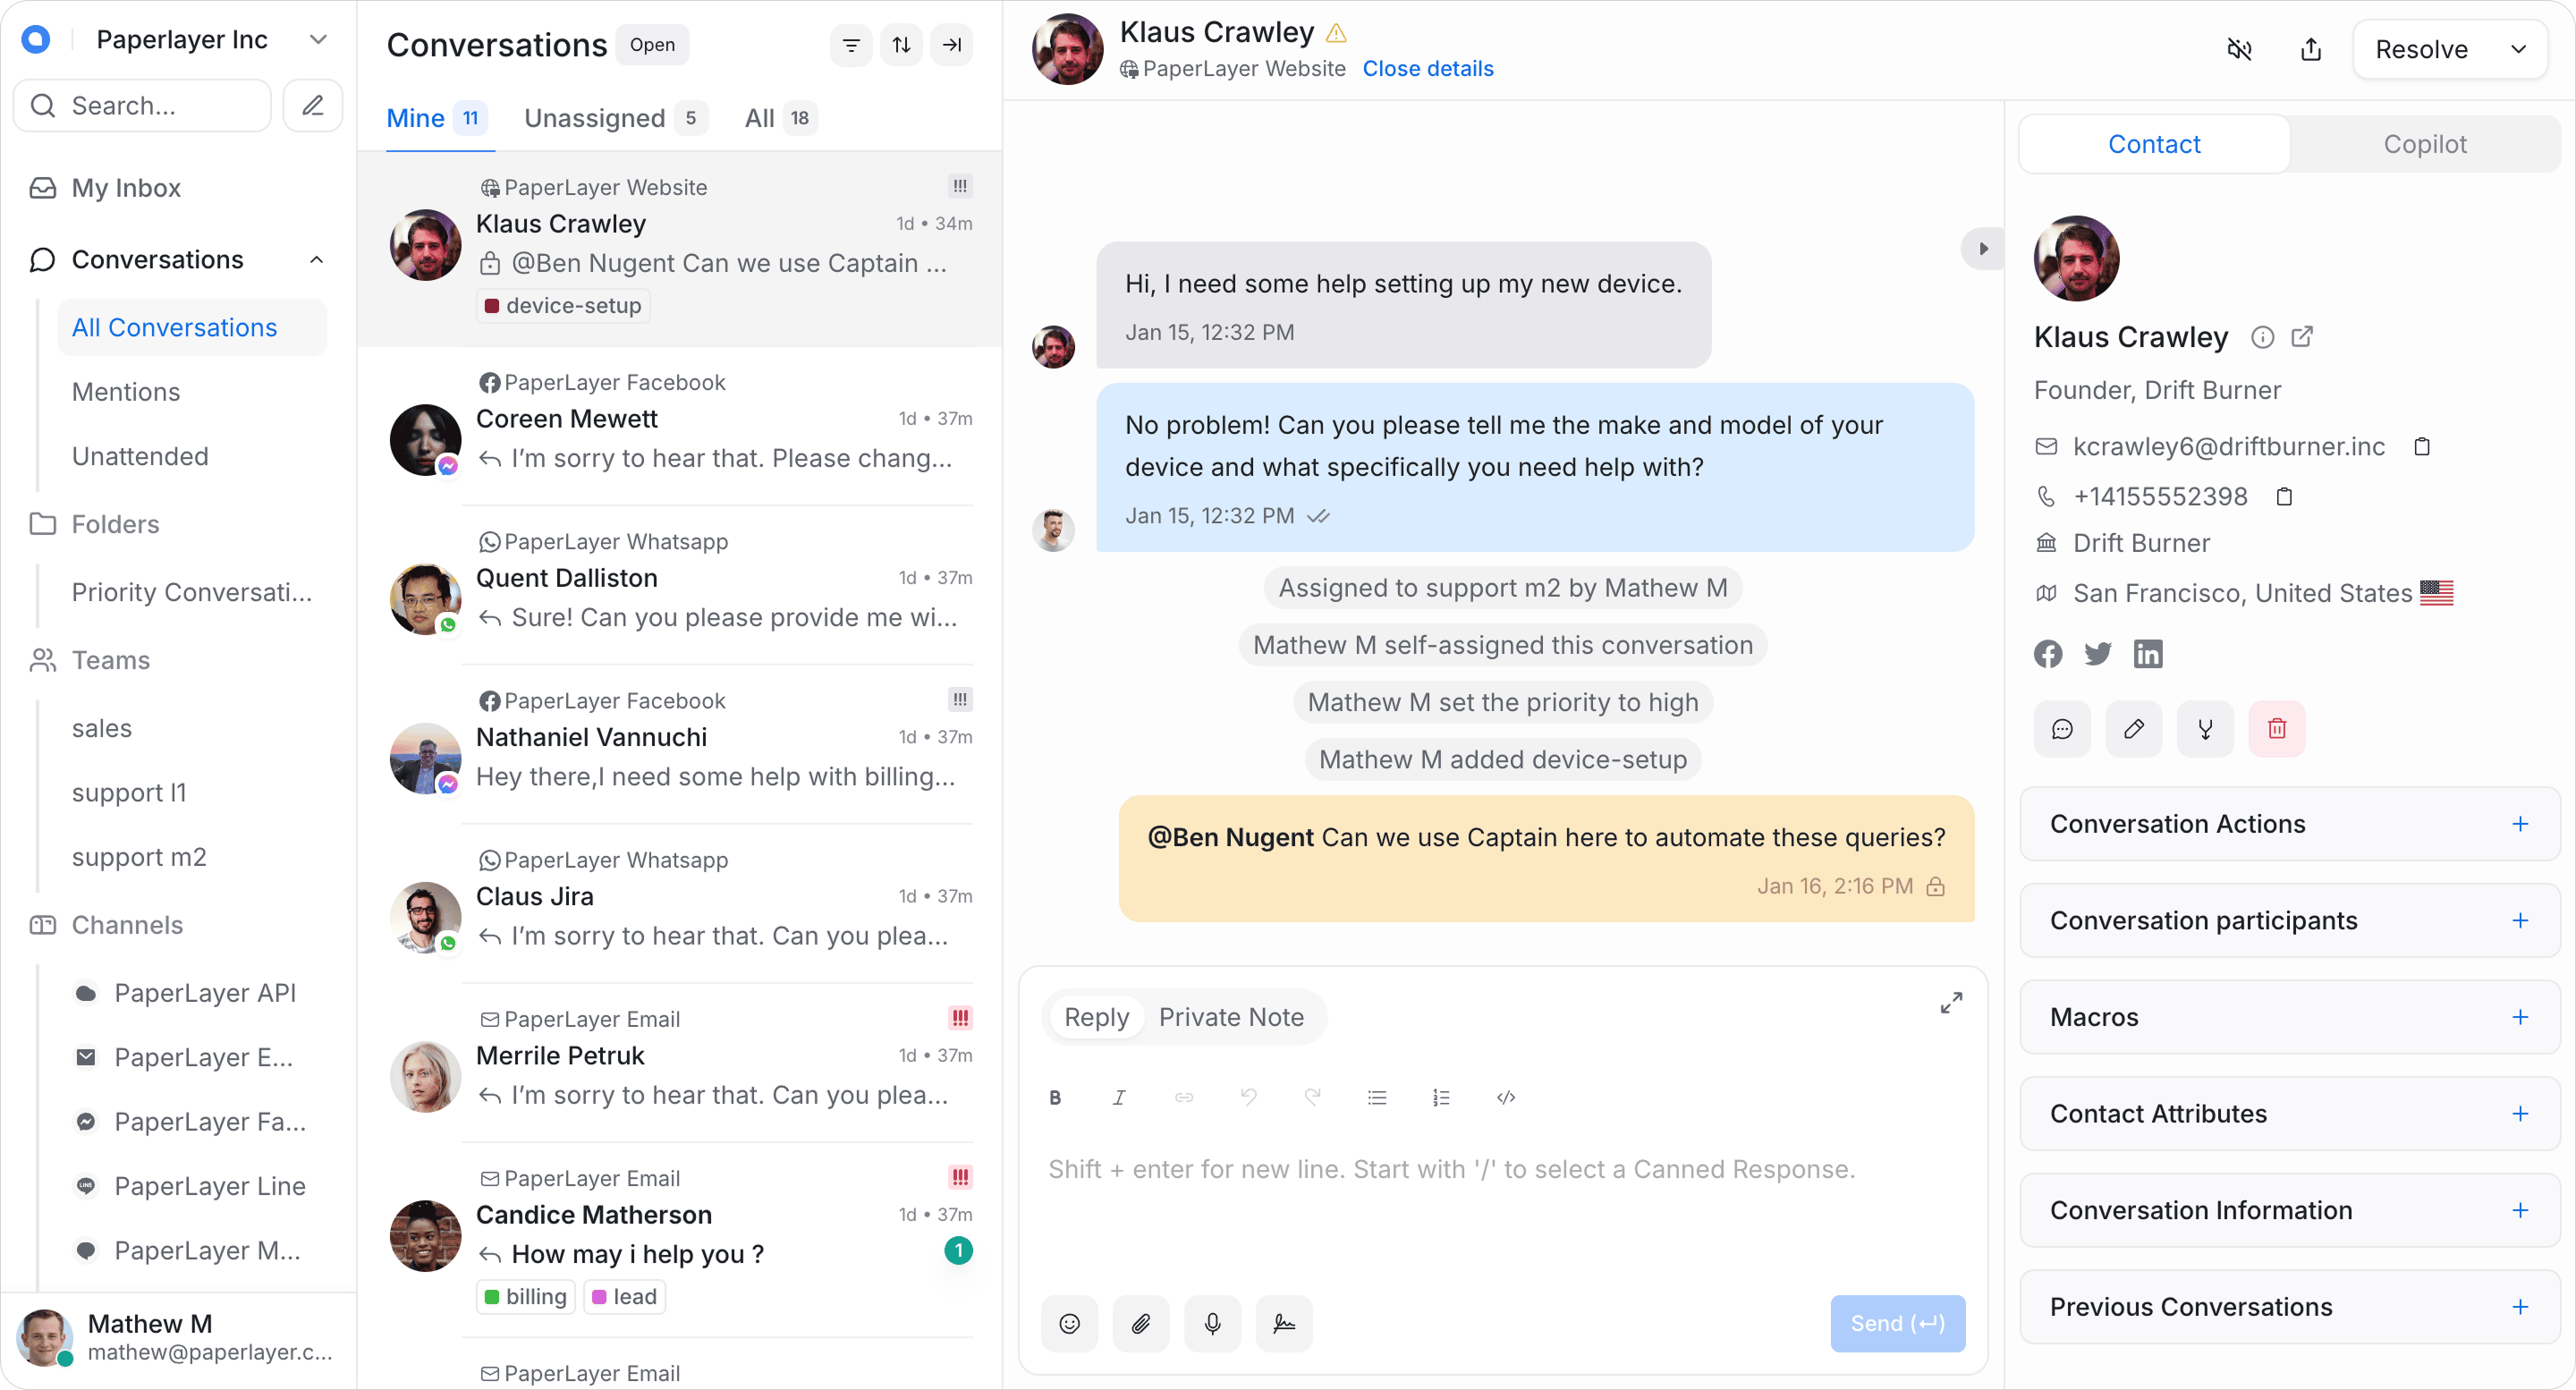 Paperlayer Inc
Search...
My Inbox
Conversations
All Conversations
Mentions
Unattended
Folders
Priority Conversati...
Teams
sales
support l1
support m2
Channels
PaperLayer API
PaperLayer E...
PaperLayer Fa...
PaperLayer Line
PaperLayer M...
Mathew M
mathew@paperlayer.c...
Conversations Open
Mine 11 Unassigned 5 All 18
PaperLayer Website !!!
Klaus Crawley 1d • 34m
@Ben Nugent Can we use Captain ...
device-setup
PaperLayer Facebook
Coreen Mewett 1d • 37m
I’m sorry to hear that. Please chang...
PaperLayer Whatsapp
Quent Dalliston 1d • 37m
Sure! Can you please provide me wi...
PaperLayer Facebook !!!
Nathaniel Vannuchi 1d • 37m
Hey there,I need some help with billing...
PaperLayer Whatsapp
Claus Jira 1d • 37m
I’m sorry to hear that. Can you plea...
PaperLayer Email !!!
Merrile Petruk 1d • 37m
I’m sorry to hear that. Can you plea...
PaperLayer Email !!!
Candice Matherson 1d • 37m
How may i help you ? 1
billing lead
PaperLayer Email
Klaus Crawley
PaperLayer Website Close details
Resolve
Hi, I need some help setting up my new device.
Jan 15, 12:32 PM
No problem! Can you please tell me the make and model of your
device and what specifically you need help with?
Jan 15, 12:32 PM
Assigned to support m2 by Mathew M
Mathew M self-assigned this conversation
Mathew M set the priority to high
Mathew M added device-setup
@Ben Nugent Can we use Captain here to automate these queries?
Jan 16, 2:16 PM
Reply Private Note
B I
Shift + enter for new line. Start with '/' to select a Canned Response.
Send (↵)
Contact Copilot
Klaus Crawley
Founder, Drift Burner
kcrawley6@driftburner.inc
+14155552398
Drift Burner
San Francisco, United States
Conversation Actions
Conversation participants
Macros
Contact Attributes
Conversation Information
Previous Conversations